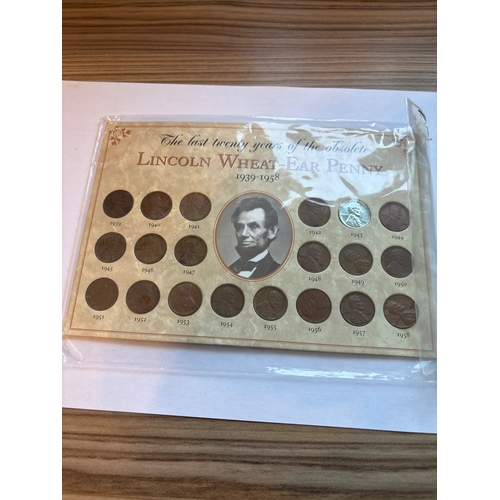 The last twenty years of the obsolete
LINCOLN WHEAT-EAR PENNY
1939-1958
1939 1940 1941 1942 1943 1944
1945 1946 1947 1948 1949 1950
1951 1952 1953 1954 1955 1956 1957 1958